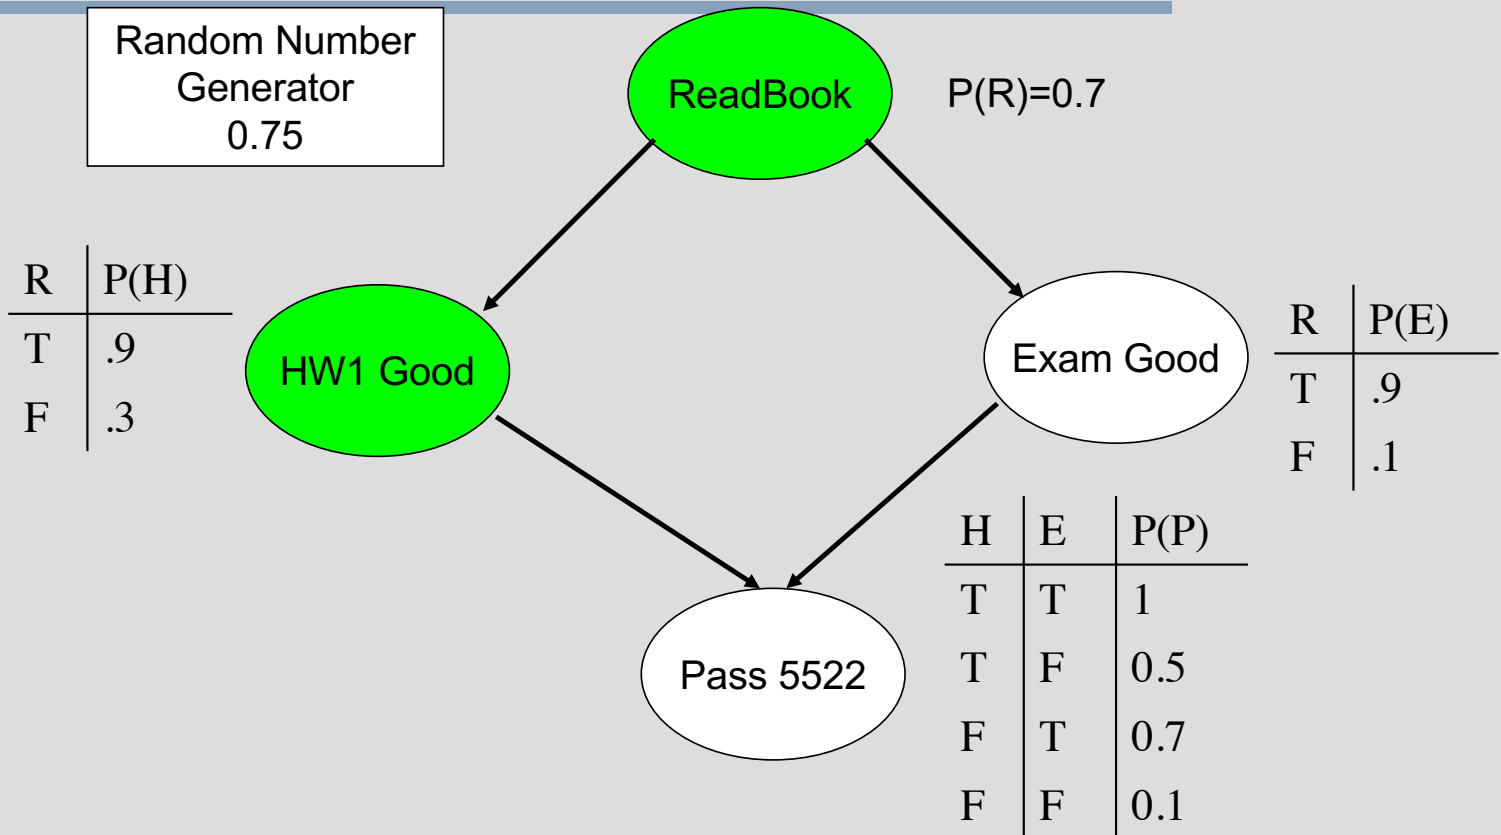 Random Number
Generator
0.75
ReadBook
P(R)=0.7
R P(H)
T .9
F .3
HW1 Good
Exam Good
R P(E)
T .9
F .1
Pass 5522
H E P(P)
T T 1
T F 0.5
F T 0.7
F F 0.1